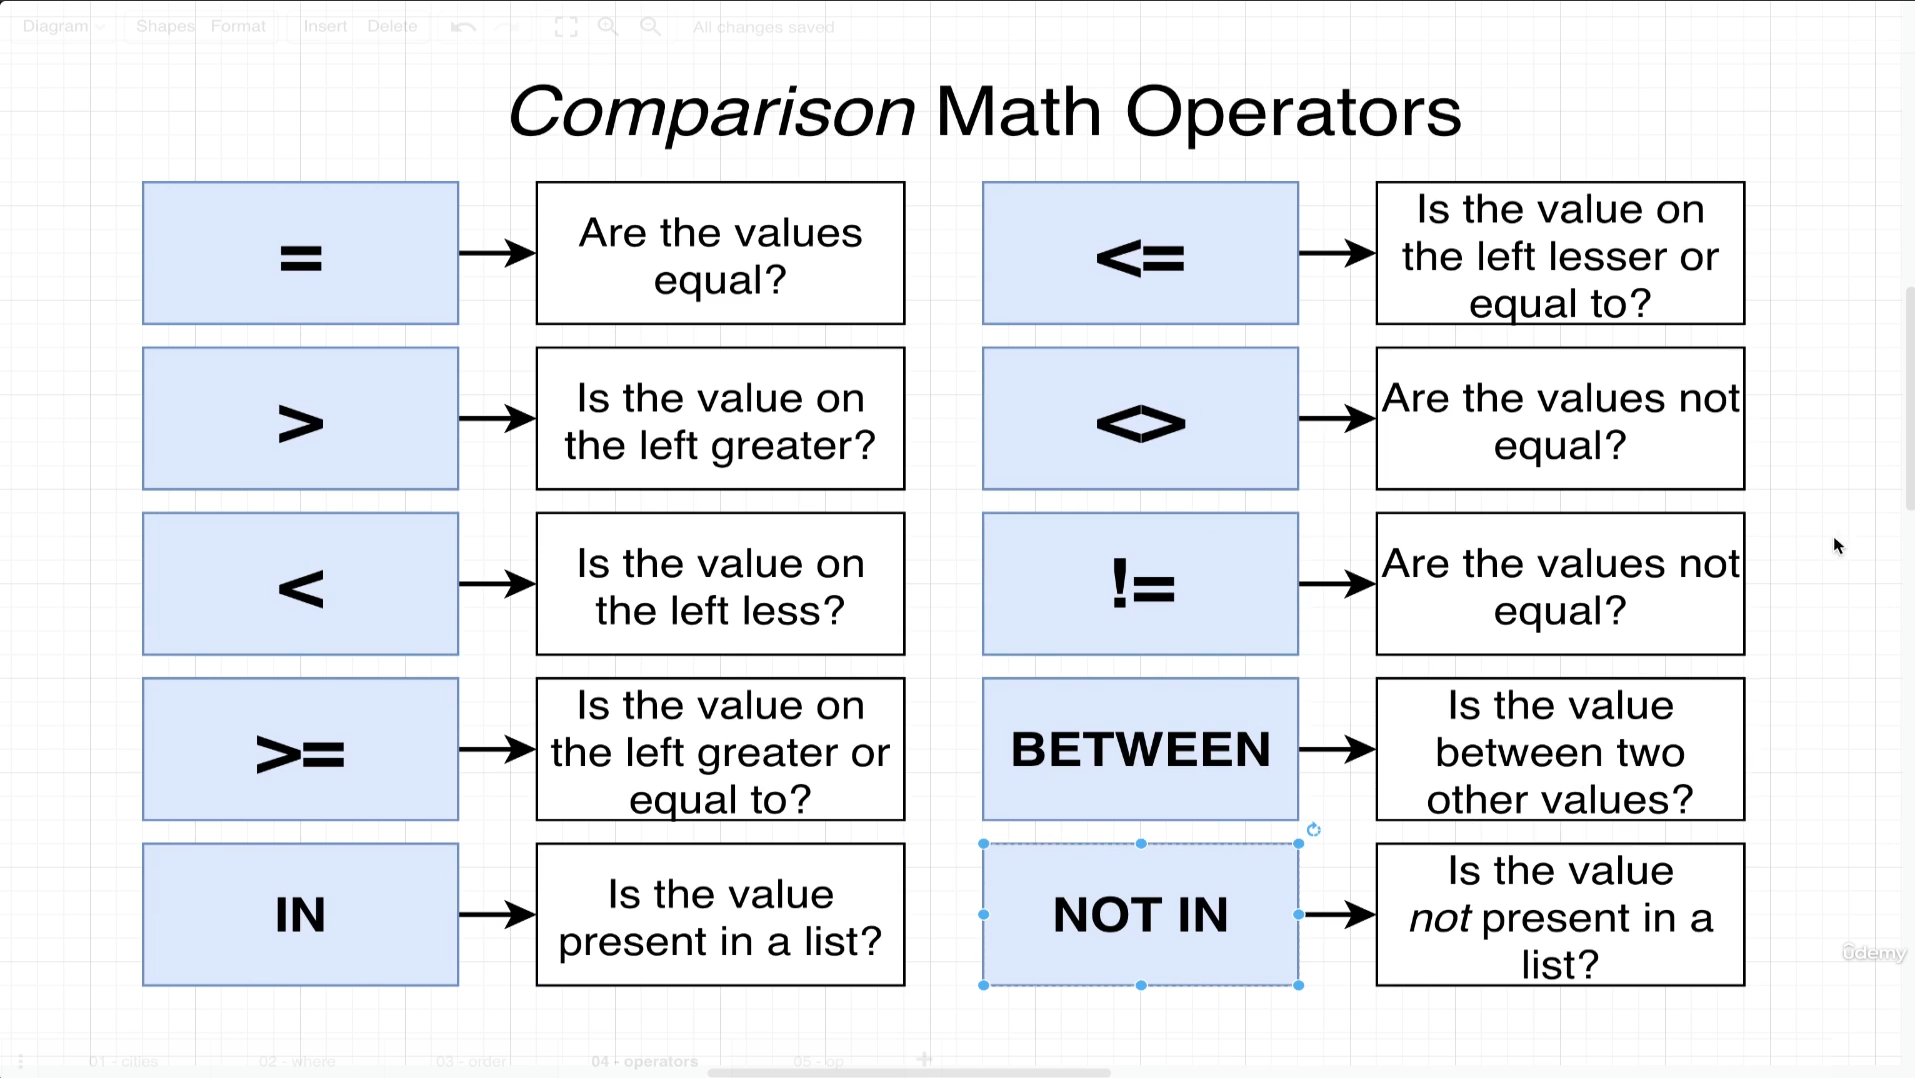 Diagram
Shapes Format
Insert Delete
All changes saved
Comparison Math Operators
=
Are the values
equal?
<=
Is the value on
the left lesser or
equal to?
>
Is the value on
the left greater?
<>
Are the values not
equal?
<
Is the value on
the left less?
!=
Are the values not
equal?
>=
Is the value on
the left greater or
equal to?
BETWEEN
Is the value
between two
other values?
IN
Is the value
present in a list?
NOT IN
Is the value
not present in a
list?
ûdemy
01 - cities
02 - where
03 - order
04 - operators
05 - op